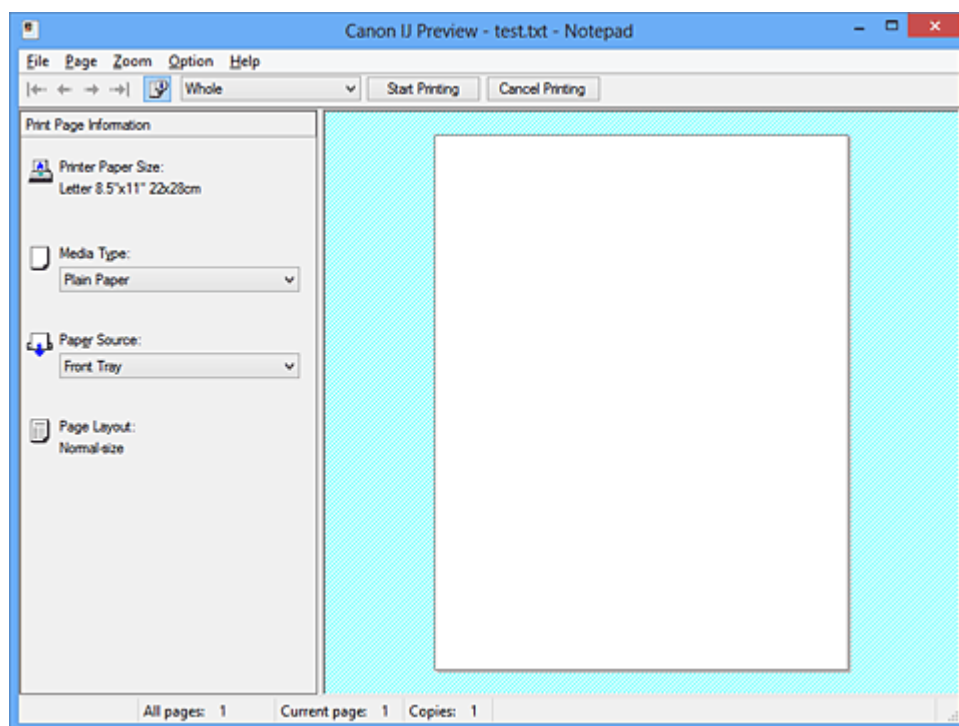 Canon IJ Preview - test.txt - Notepad
File Page Zoom Option Help
Whole Start Printing Cancel Printing
Print Page Information
Printer Paper Size:
Letter 8.5"x11" 22x28cm
Media Type:
Plain Paper
Paper Source:
Front Tray
Page Layout:
Normal-size
All pages: 1 Current page: 1 Copies: 1